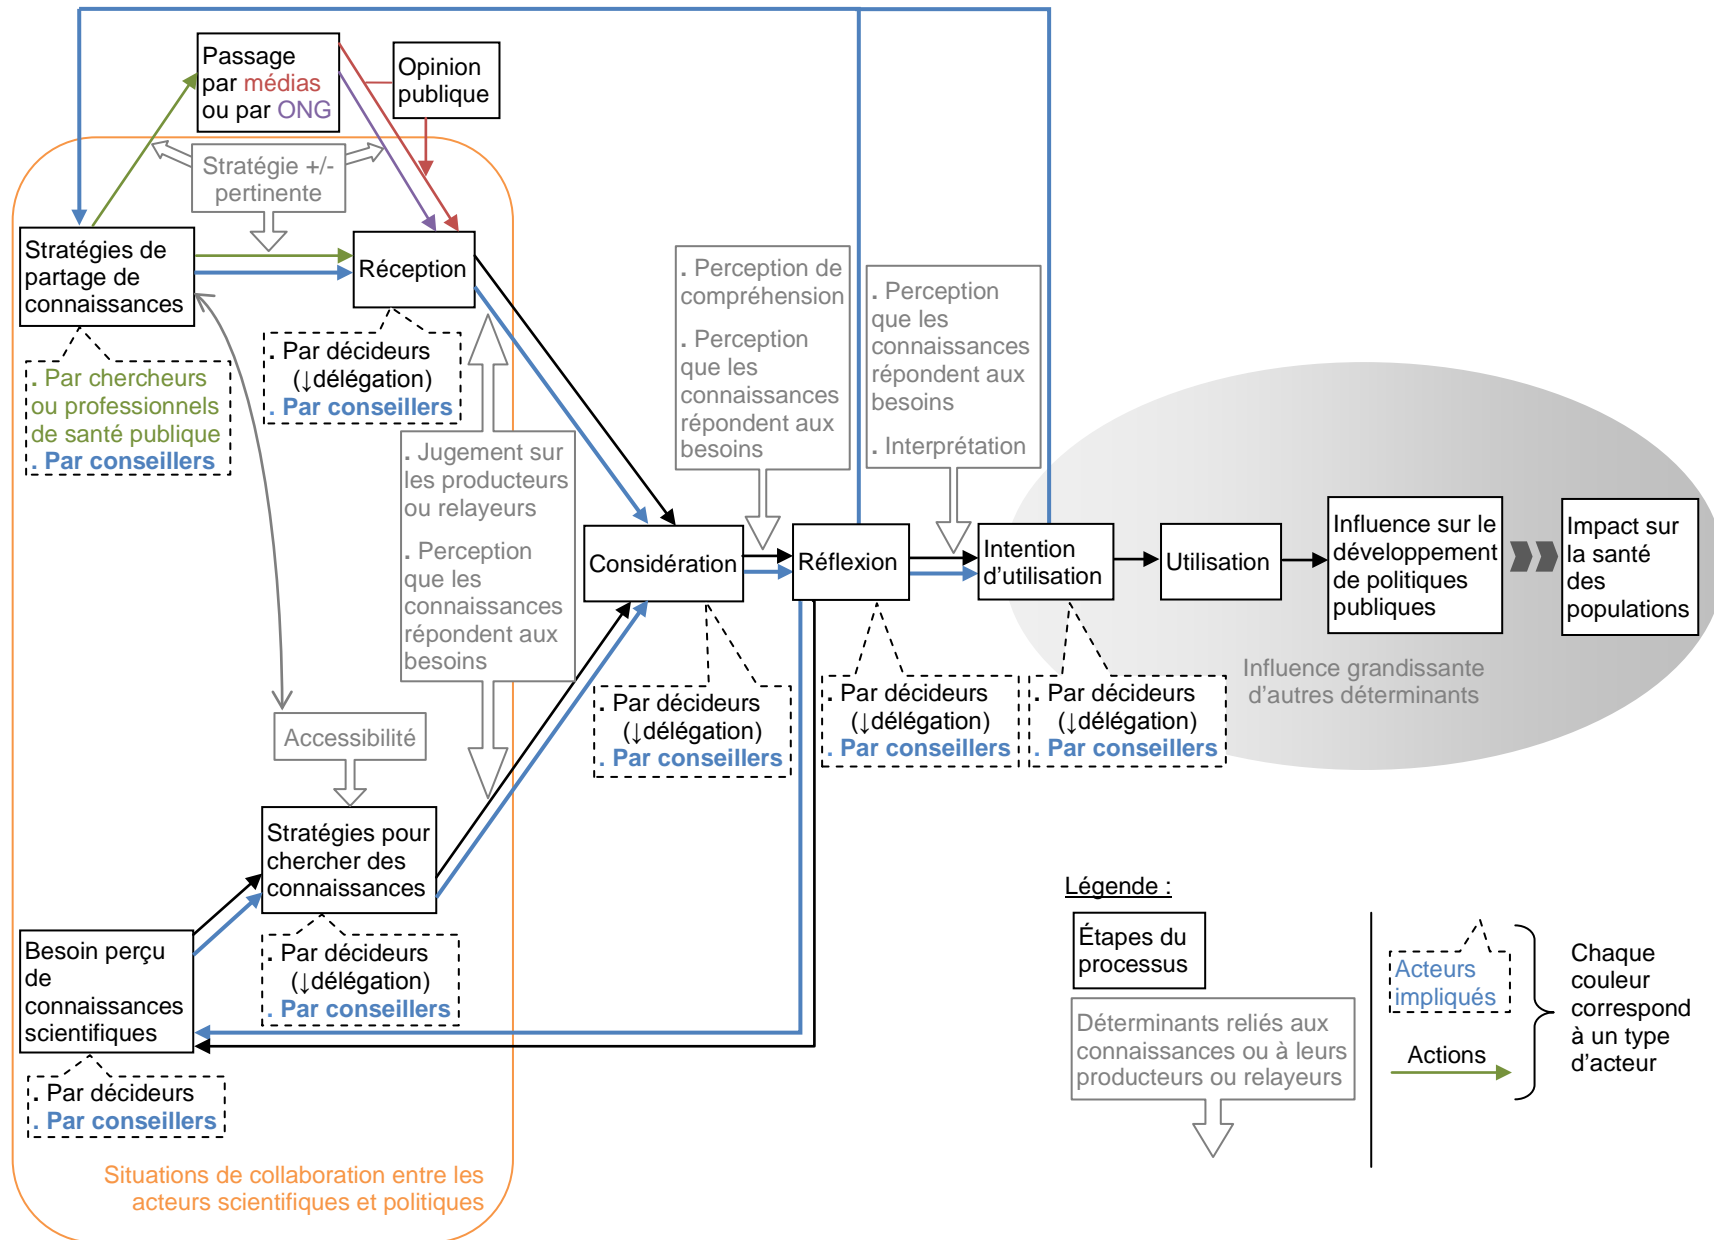 Passage
par médias
ou par ONG
Opinion
publique
Stratégie +/-
pertinente
Stratégies de
partage de
connaissances
Réception
. Par chercheurs
ou professionnels
de santé publique
. Par conseillers
. Par décideurs
(↓délégation)
. Par conseillers
. Jugement sur
les producteurs
ou relayeurs
. Perception
que les
connaissances
répondent aux
besoins
. Perception de
compréhension
. Perception
que les
connaissances
répondent aux
besoins
. Perception
que les
connaissances
répondent aux
besoins
. Interprétation
Considération
Réflexion
Intention
d’utilisation
Utilisation
Influence sur le
développement
de politiques
publiques
Impact sur
la santé
des
populations
Influence grandissante
d’autres déterminants
. Par décideurs
(↓délégation)
. Par conseillers
. Par décideurs
(↓délégation)
. Par conseillers
. Par décideurs
(↓délégation)
. Par conseillers
Accessibilité
Stratégies pour
chercher des
connaissances
. Par décideurs
(↓délégation)
. Par conseillers
Besoin perçu
de
connaissances
scientifiques
. Par décideurs
. Par conseillers
Situations de collaboration entre les
acteurs scientifiques et politiques
Légende :
Étapes du
processus
Déterminants reliés aux
connaissances ou à leurs
producteurs ou relayeurs
Acteurs
impliqués
Actions
Chaque
couleur
correspond
à un type
d’acteur